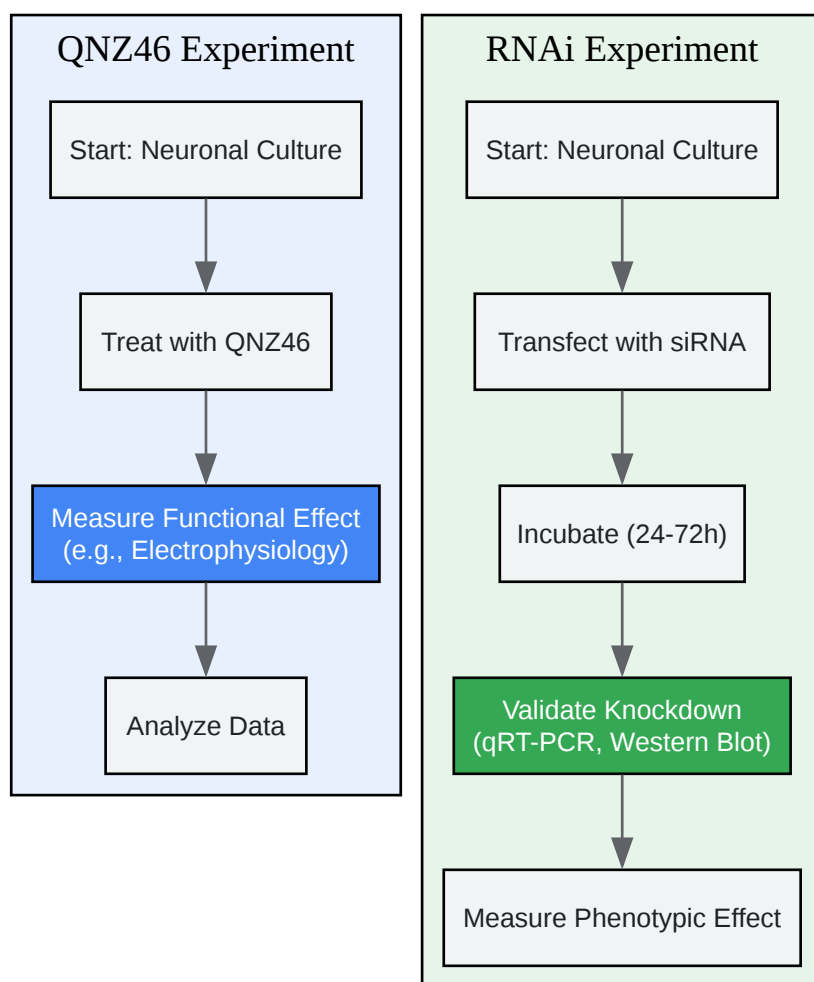 QNZ46 Experiment
Start: Neuronal Culture
Treat with QNZ46
Measure Functional Effect
(e.g., Electrophysiology)
Analyze Data
RNAi Experiment
Start: Neuronal Culture
Transfect with siRNA
Incubate (24-72h)
Validate Knockdown
(qRT-PCR, Western Blot)
Measure Phenotypic Effect